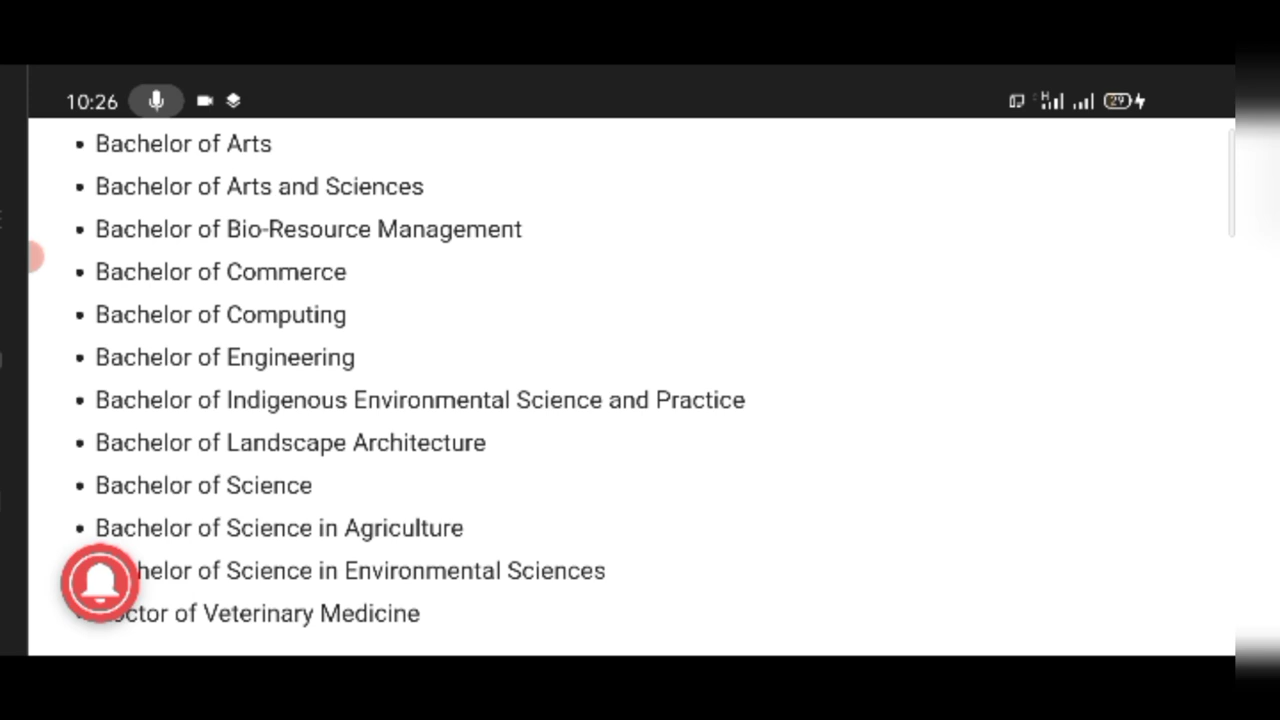 10:26
H
29
• Bachelor of Arts
• Bachelor of Arts and Sciences
• Bachelor of Bio-Resource Management
• Bachelor of Commerce
• Bachelor of Computing
• Bachelor of Engineering
• Bachelor of Indigenous Environmental Science and Practice
• Bachelor of Landscape Architecture
• Bachelor of Science
• Bachelor of Science in Agriculture
helor of Science in Environmental Sciences
octor of Veterinary Medicine